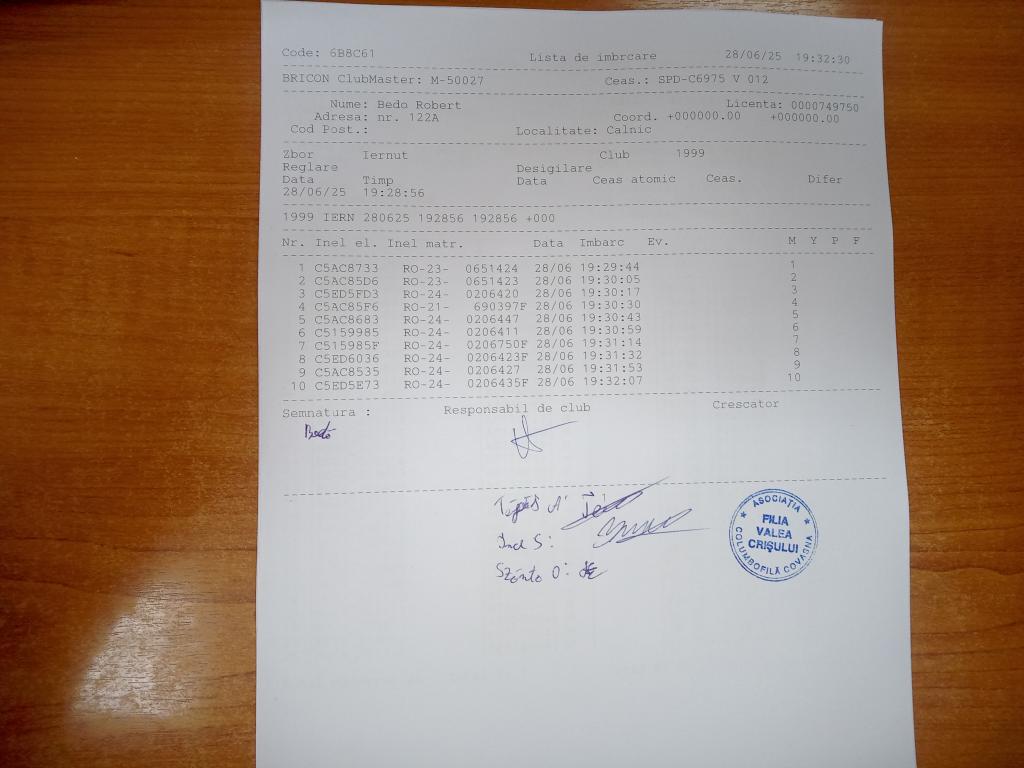 Code: 6B8C61 Lista de imbrcare 28/06/25 19:32:30
BRICON ClubMaster: M-50027 Ceas.: SPD-C6975 V 012
Nume: Bedo Robert Licenta: 0000749750
Adresa: nr. 122A Coord. +000000.00 +000000.00
Cod Post.: Localitate: Calnic
Zbor Iernut Club 1999
Reglare Desigilare
Data Timp Data Ceas atomic Ceas. Difer
28/06/25 19:28:56
1999 IERN 280625 192856 192856 +000
Nr. Inel el. Inel matr. Data Imbarc Ev. M Y P F
1 C5AC8733 RO-23- 0651424 28/06 19:29:44 1
2 C5AC85D6 RO-23- 0651423 28/06 19:30:05 2
3 C5ED5FD3 RO-24- 0206420 28/06 19:30:17 3
4 C5AC85F6 RO-21- 690397F 28/06 19:30:30 4
5 C5AC8683 RO-24- 0206447 28/06 19:30:43 5
6 C5159985 RO-24- 0206411 28/06 19:30:59 6
7 C515985F RO-24- 0206750F 28/06 19:31:14 7
8 C5ED6036 RO-24- 0206423F 28/06 19:31:32 8
9 C5AC8535 RO-24- 0206427 28/06 19:31:53 9
10 C5ED5E73 RO-24- 0206435F 28/06 19:32:07 10
Semnatura : Responsabil de club Crescator
Bedő
S:
Szánto O:
ASOCIAŢIA
FILIA
VALEA
CRIŞULUI
COLUMBOFILĂ COVASNA